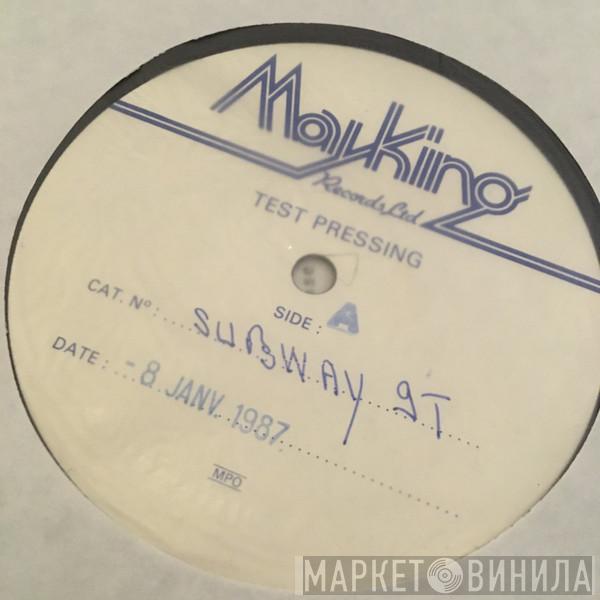 MayKing
Records Ltd
TEST PRESSING
SIDE: A
CAT. Nº: SUBWAY 9T
DATE: -8 JANV. 1987
MPO
МАРКЕТ ВИНИЛА